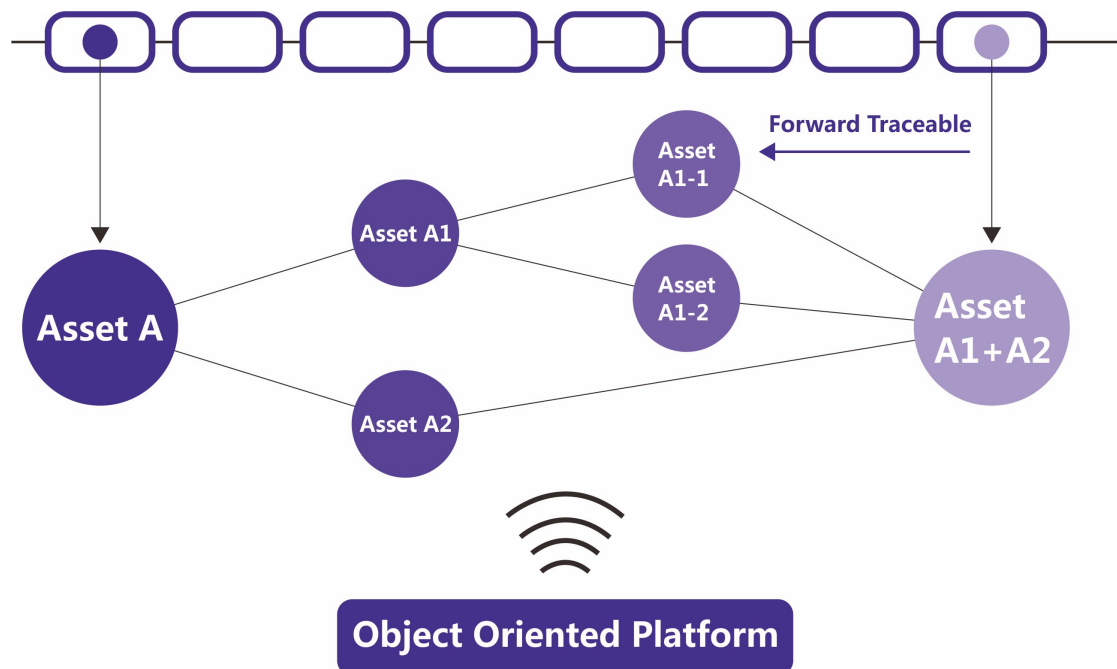 Forward Traceable
Asset
A1-1
Asset A1
Asset
A1-2
Asset A
Asset
A1+A2
Asset A2
Object Oriented Platform